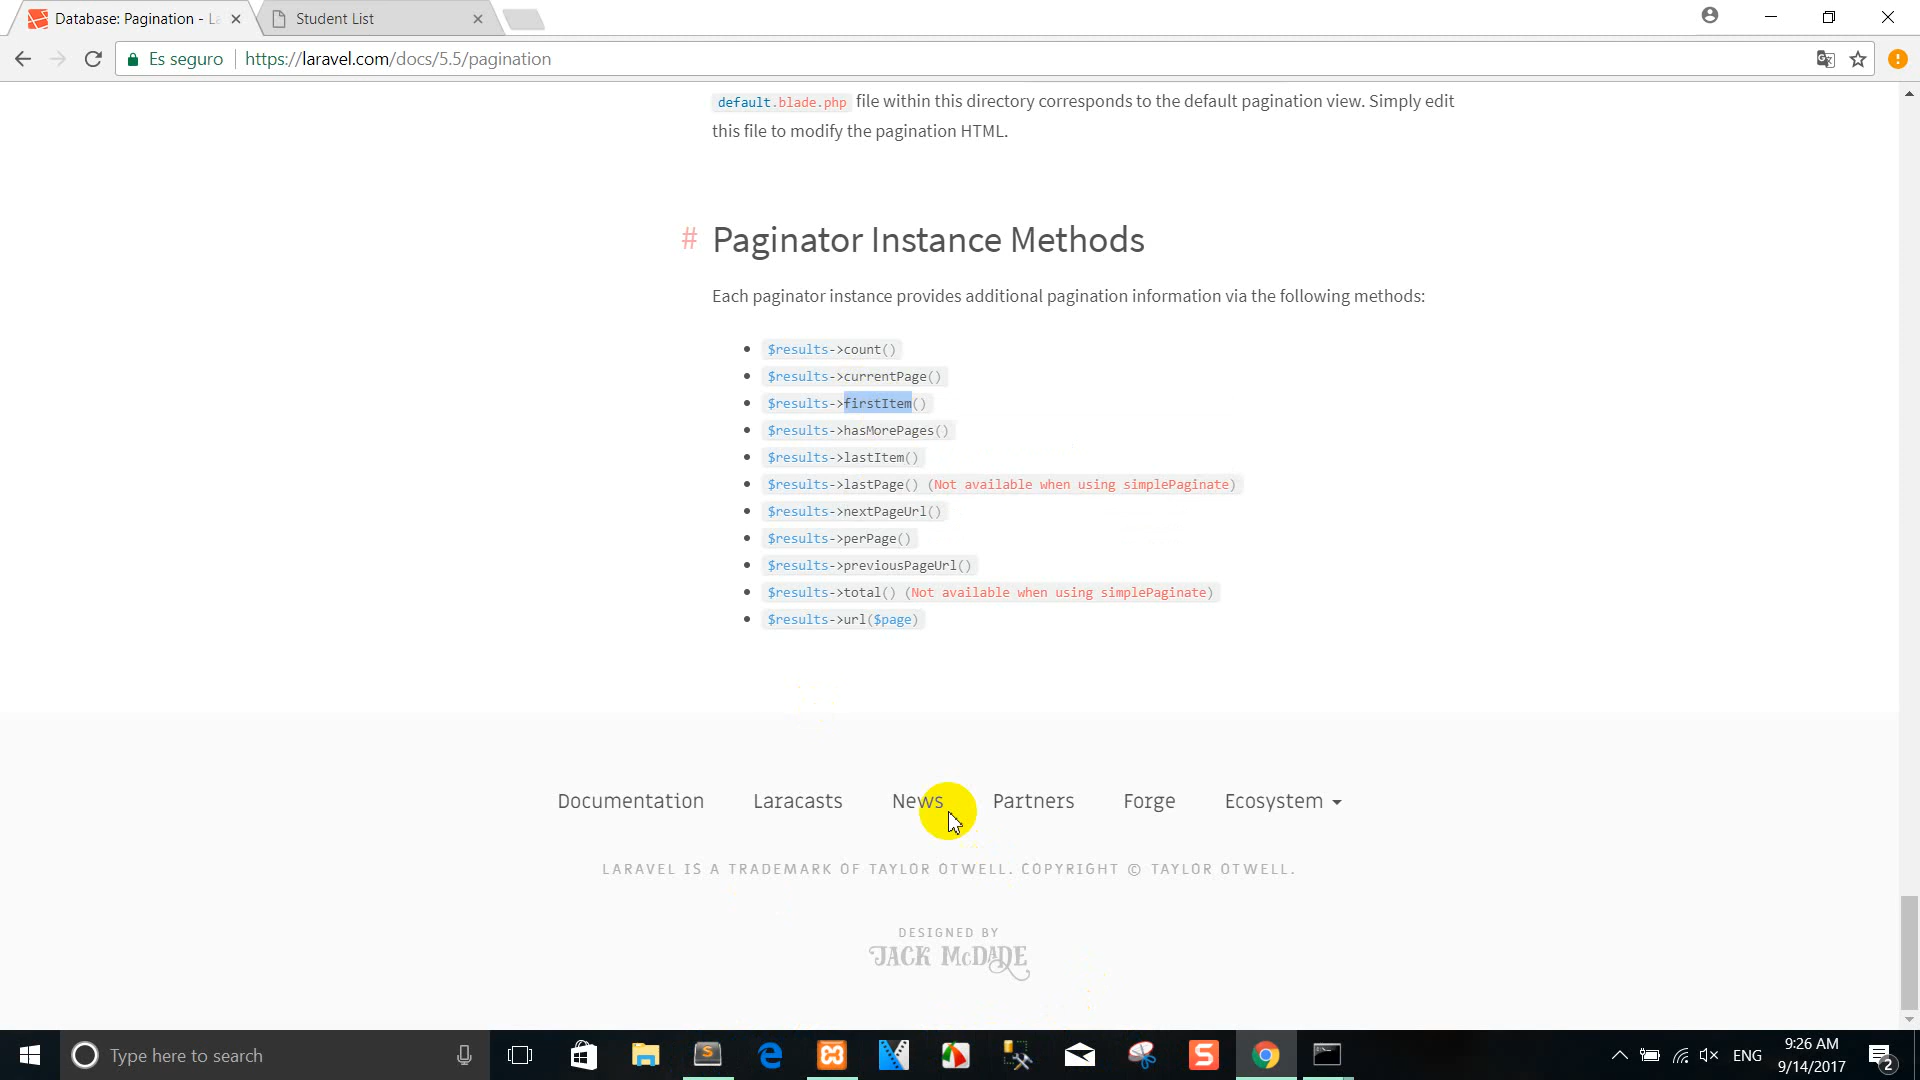 Database: Pagination - La
Student List
Es seguro
https://laravel.com/docs/5.5/pagination
default.blade.php file within this directory corresponds to the default pagination view. Simply edit
this file to modify the pagination HTML.
# Paginator Instance Methods
Each paginator instance provides additional pagination information via the following methods:
$results->count()
$results->currentPage()
$results->firstItem()
$results->hasMorePages()
$results->lastItem()
$results->lastPage() (Not available when using simplePaginate)
$results->nextPageUrl()
$results->perPage()
$results->previousPageUrl()
$results->total() (Not available when using simplePaginate)
$results->url($page)
Documentation Laracasts News Partners Forge Ecosystem
LARAVEL IS A TRADEMARK OF TAYLOR OTWELL. COPYRIGHT © TAYLOR OTWELL.
DESIGNED BY
JACK McDADE
Type here to search
ENG
9:26 AM
9/14/2017
2